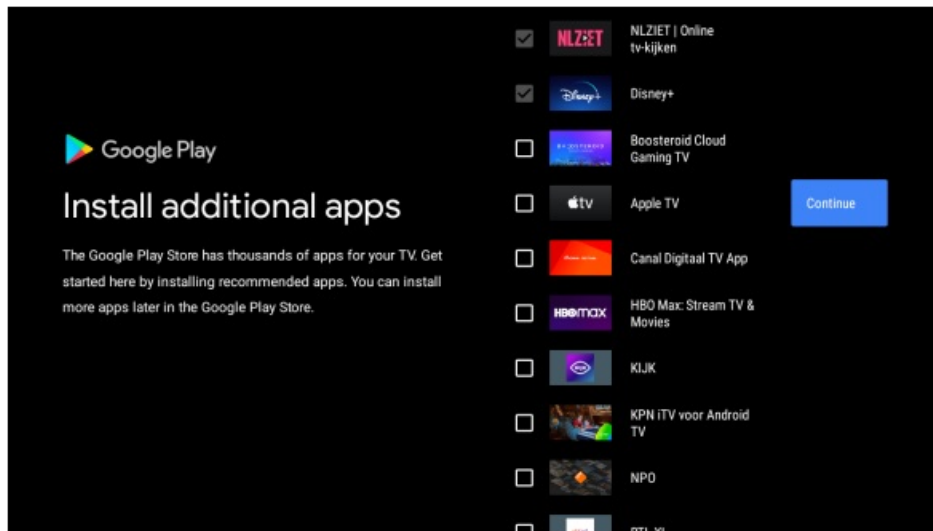 Google Play
Install additional apps
The Google Play Store has thousands of apps for your TV. Get
started here by installing recommended apps. You can install
more apps later in the Google Play Store.
NLZIET
NLZIET | Online
tv-kijken
Disney+
Disney+
BOOSTEROID
Boosteroid Cloud
Gaming TV
tv
Apple TV
Canal Digitaal TV App
HBOmax
HBO Max: Stream TV &
Movies
KIJK
KPN iTV voor Android
TV
NPO
Continue